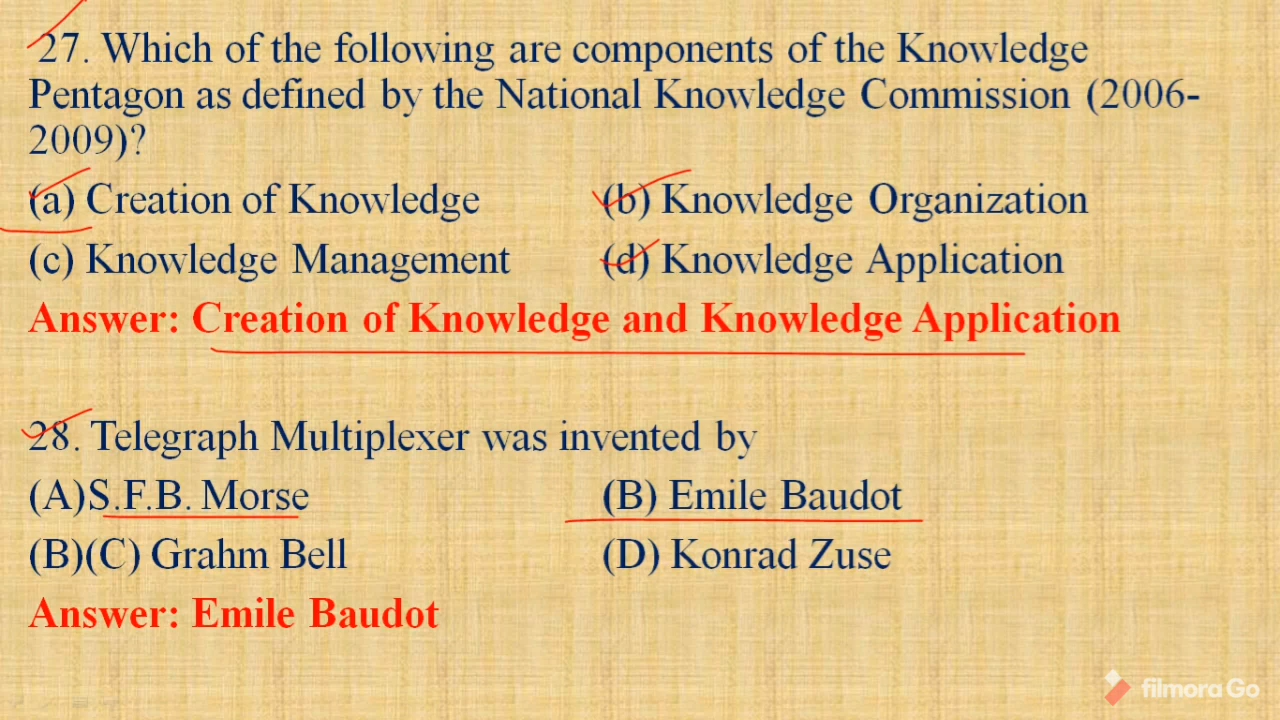 27. Which of the following are components of the Knowledge
Pentagon as defined by the National Knowledge Commission (2006-
2009)?
(a) Creation of Knowledge (b) Knowledge Organization
(c) Knowledge Management (d) Knowledge Application
Answer: Creation of Knowledge and Knowledge Application
28. Telegraph Multiplexer was invented by
(A)S.F.B. Morse (B) Emile Baudot
(B)(C) Grahm Bell (D) Konrad Zuse
Answer: Emile Baudot
filmora Go